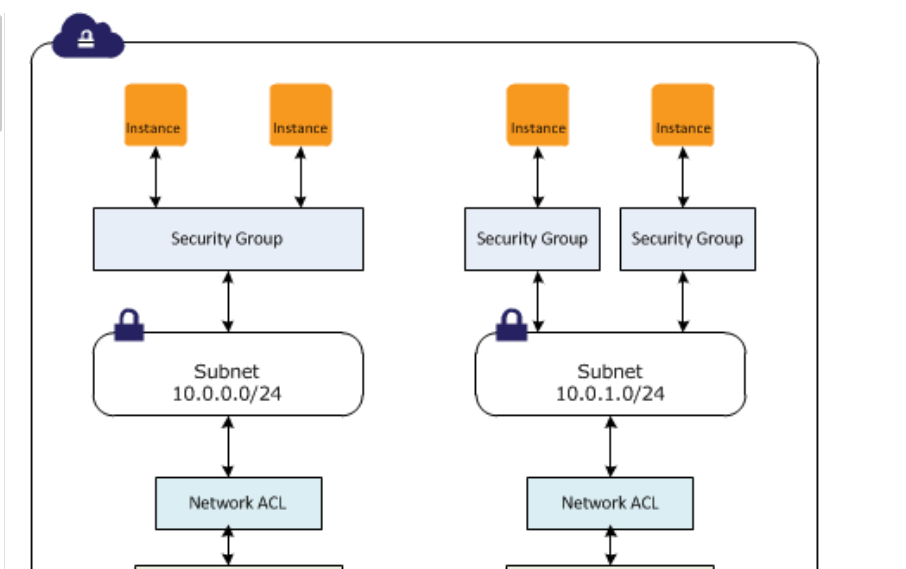 Instance
Instance
Instance
Instance
Security Group
Security Group
Security Group
Subnet
10.0.0.0/24
Subnet
10.0.1.0/24
Network ACL
Network ACL